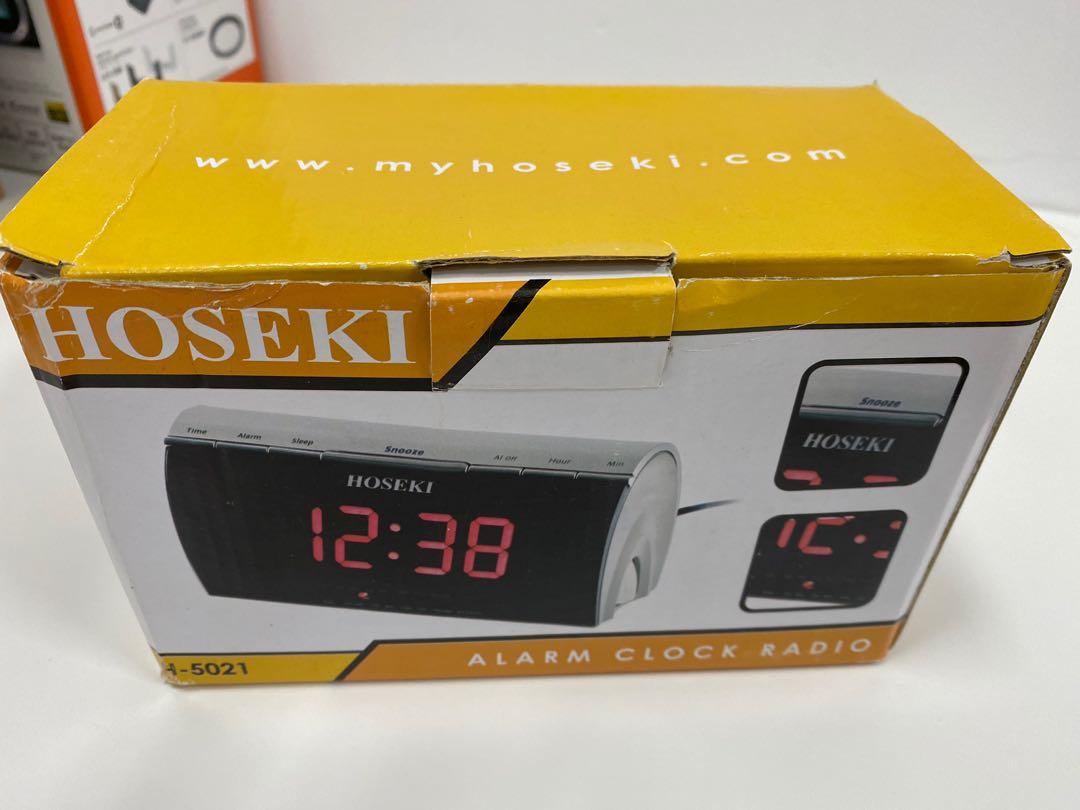 www.myhoseki.com
HOSEKI
Time Alarm Sleep Snooze Al off Hour Min
HOSEKI
12:38
Snooze
HOSEKI
H-5021
ALARM CLOCK RADIO